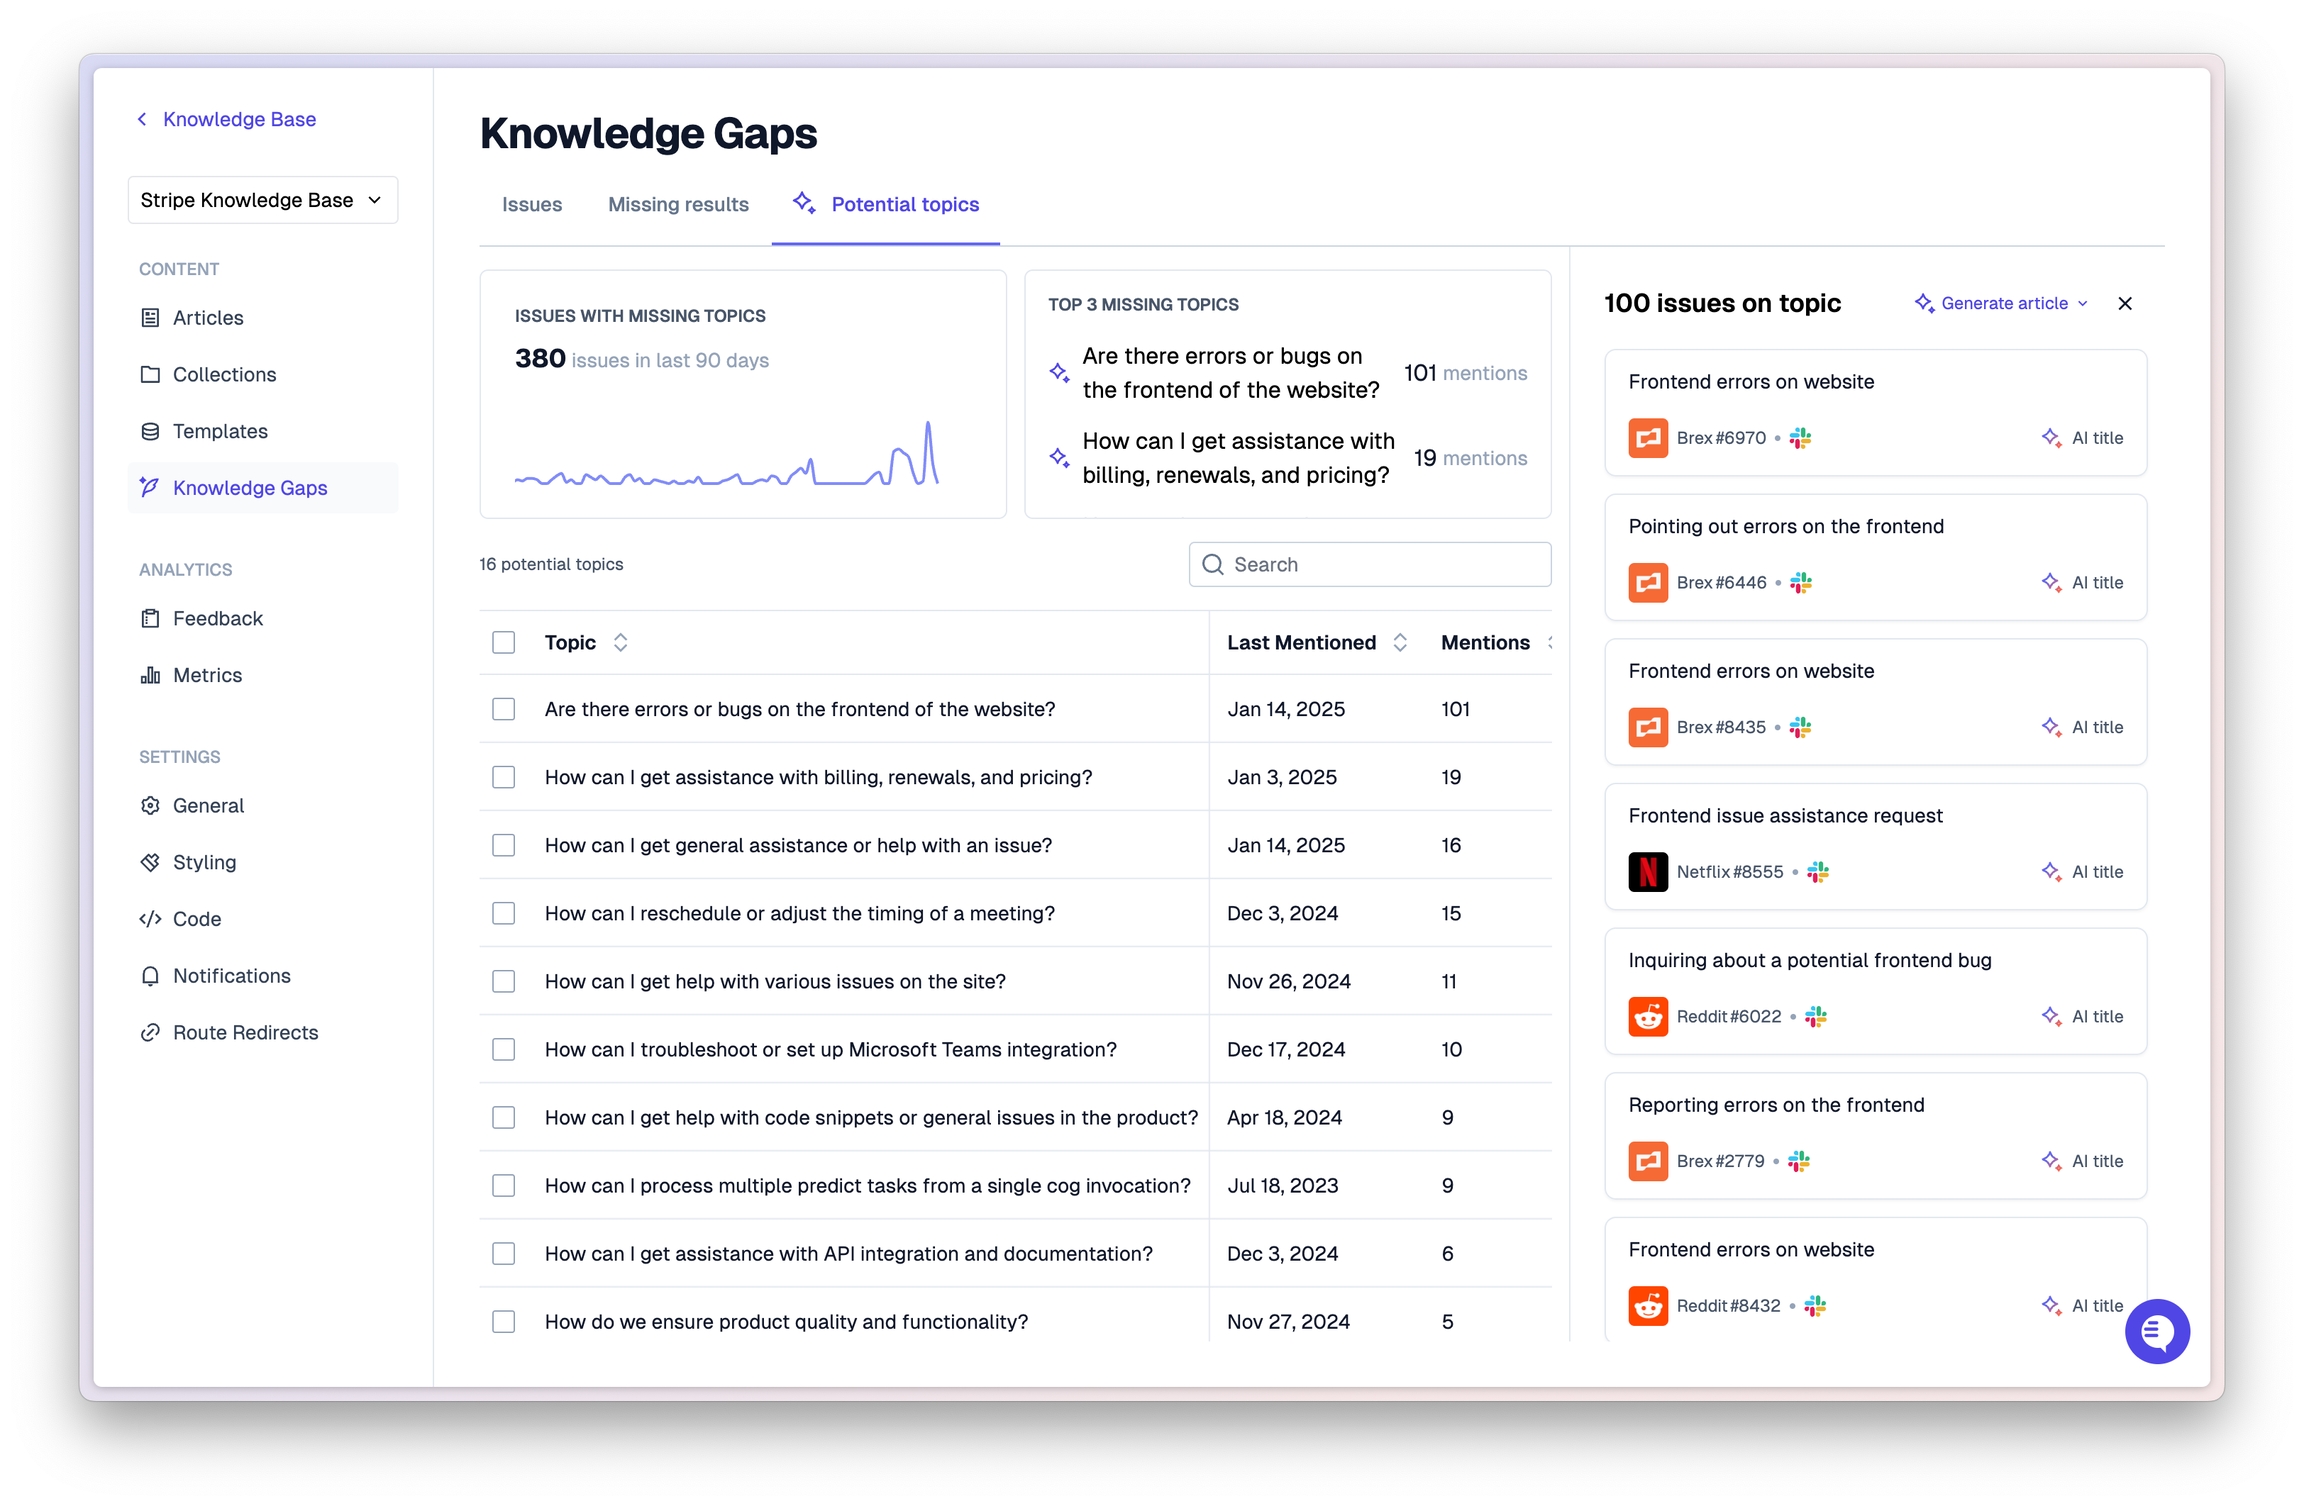 Knowledge Base
Stripe Knowledge Base
CONTENT
Articles
Collections
Templates
Knowledge Gaps
ANALYTICS
Feedback
Metrics
SETTINGS
General
Styling
Code
Notifications
Route Redirects
Knowledge Gaps
Issues
Missing results
Potential topics
ISSUES WITH MISSING TOPICS
380 issues in last 90 days
TOP 3 MISSING TOPICS
Are there errors or bugs on
the frontend of the website?
101 mentions
How can I get assistance with
billing, renewals, and pricing?
19 mentions
16 potential topics
Search
Topic Last Mentioned Mentions
Are there errors or bugs on the frontend of the website? Jan 14, 2025 101
How can I get assistance with billing, renewals, and pricing? Jan 3, 2025 19
How can I get general assistance or help with an issue? Jan 14, 2025 16
How can I reschedule or adjust the timing of a meeting? Dec 3, 2024 15
How can I get help with various issues on the site? Nov 26, 2024 11
How can I troubleshoot or set up Microsoft Teams integration? Dec 17, 2024 10
How can I get help with code snippets or general issues in the product? Apr 18, 2024 9
How can I process multiple predict tasks from a single cog invocation? Jul 18, 2023 9
How can I get assistance with API integration and documentation? Dec 3, 2024 6
How do we ensure product quality and functionality? Nov 27, 2024 5
100 issues on topic
Generate article
Frontend errors on website
Brex #6970 • AI title
Pointing out errors on the frontend
Brex #6446 • AI title
Frontend errors on website
Brex #8435 • AI title
Frontend issue assistance request
N Netflix #8555 • AI title
Inquiring about a potential frontend bug
Reddit #6022 • AI title
Reporting errors on the frontend
Brex #2779 • AI title
Frontend errors on website
Reddit #8432 • AI title